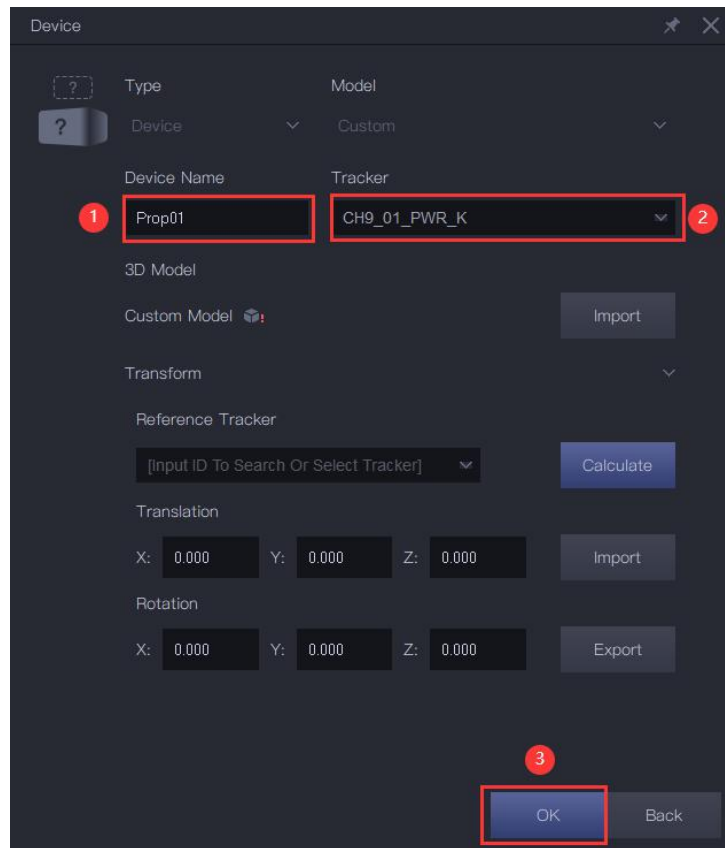 Device
?
?
Type Model
Device Custom
Device Name Tracker
1 Prop01 CH9_01_PWR_K 2
3D Model
Custom Model ! Import
Transform
Reference Tracker
[Input ID To Search Or Select Tracker] Calculate
Translation
X: 0.000 Y: 0.000 Z: 0.000 Import
Rotation
X: 0.000 Y: 0.000 Z: 0.000 Export
3
OK Back